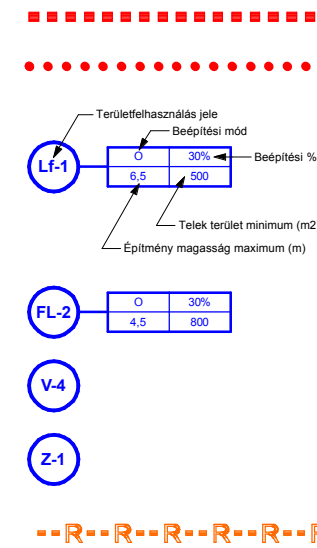 Területfelhasználás jele
Beépítési mód
Lf-1 O 30% Beépítési %
6,5 500
Telek terület minimum (m2
Építmény magasság maximum (m)
FL-2 O 30%
4,5 800
V-4
Z-1
R R R R R R